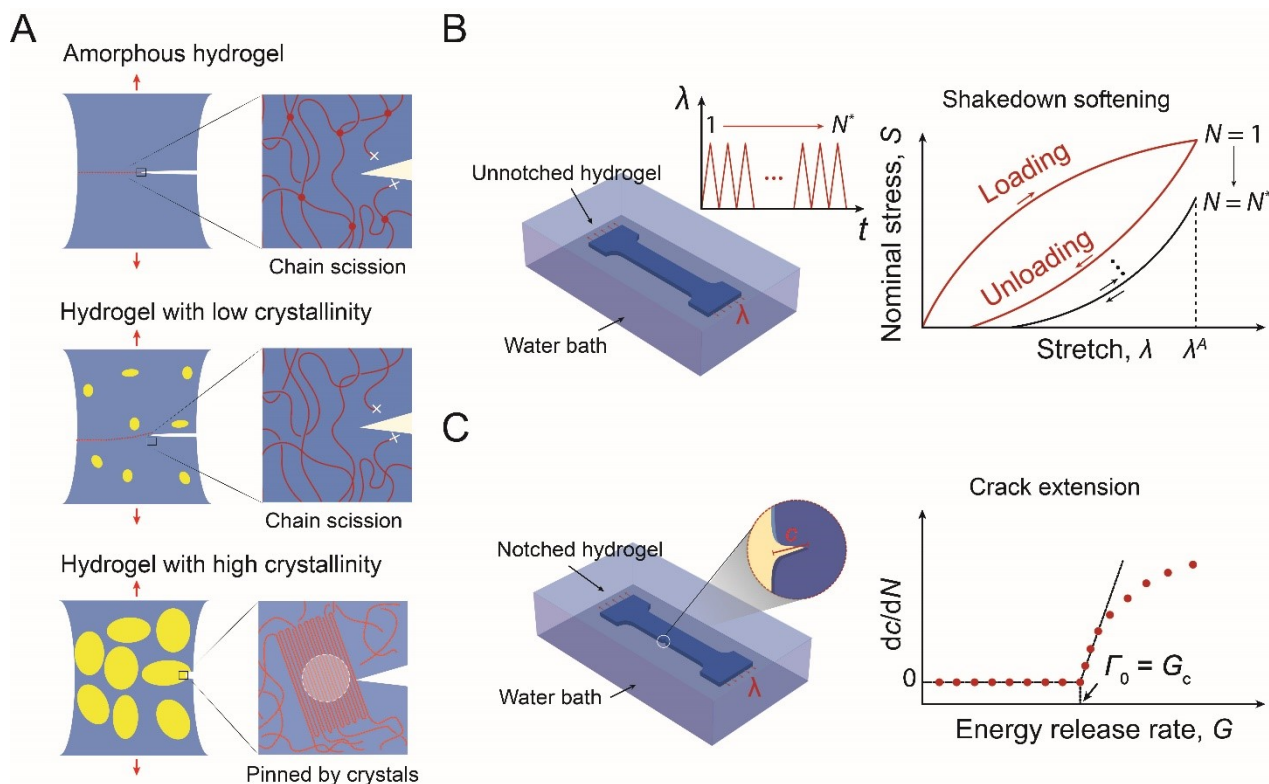 A
Amorphous hydrogel
Chain scission
Hydrogel with low crystallinity
Chain scission
Hydrogel with high crystallinity
Pinned by crystals
B
Unnotched hydrogel
Water bath
λ
λ
1
N*
...
t
Shakedown softening
Nominal stress, S
Loading
Unloading
N = 1
N = N*
Stretch, λ
λᴬ
C
Notched hydrogel
Water bath
c
λ
Crack extension
dc/dN
0
Γ₀ = G_c
Energy release rate, G